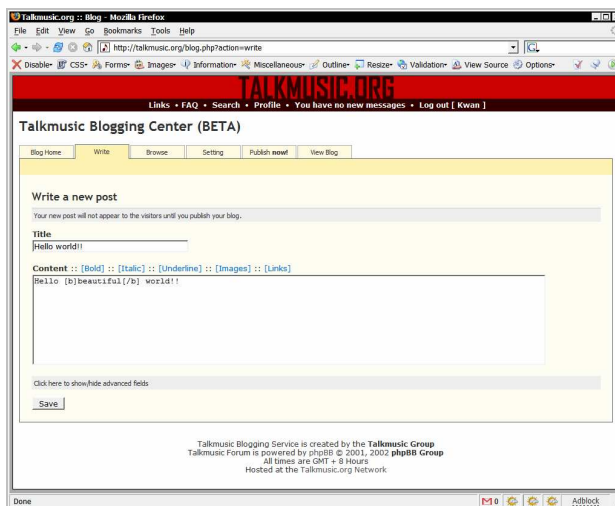 Talkmusic.org :: Blog - Mozilla Firefox
File Edit View Go Bookmarks Tools Help
http://talkmusic.org/blog.php?action=write
Disable CSS Forms Images Information Miscellaneous Outline Resize Validation View Source Options
TALKMUSIC.ORG
Links • FAQ • Search • Profile • You have no new messages • Log out [ Kwan ]
Talkmusic Blogging Center (BETA)
Blog Home Write Browse Setting Publish now! View Blog
Write a new post
Your new post will not appear to the visitors until you publish your blog.
Title
Hello world!!
Content :: [Bold] :: [Italic] :: [Underline] :: [Images] :: [Links]
Hello [b]beautiful[/b] world!!
Click here to show/hide advanced fields
Save
Talkmusic Blogging Service is created by the Talkmusic Group
Talkmusic Forum is powered by phpBB © 2001, 2002 phpBB Group
All times are GMT + 8 Hours
Hosted at the Talkmusic.org Network
Done 0 Adblock